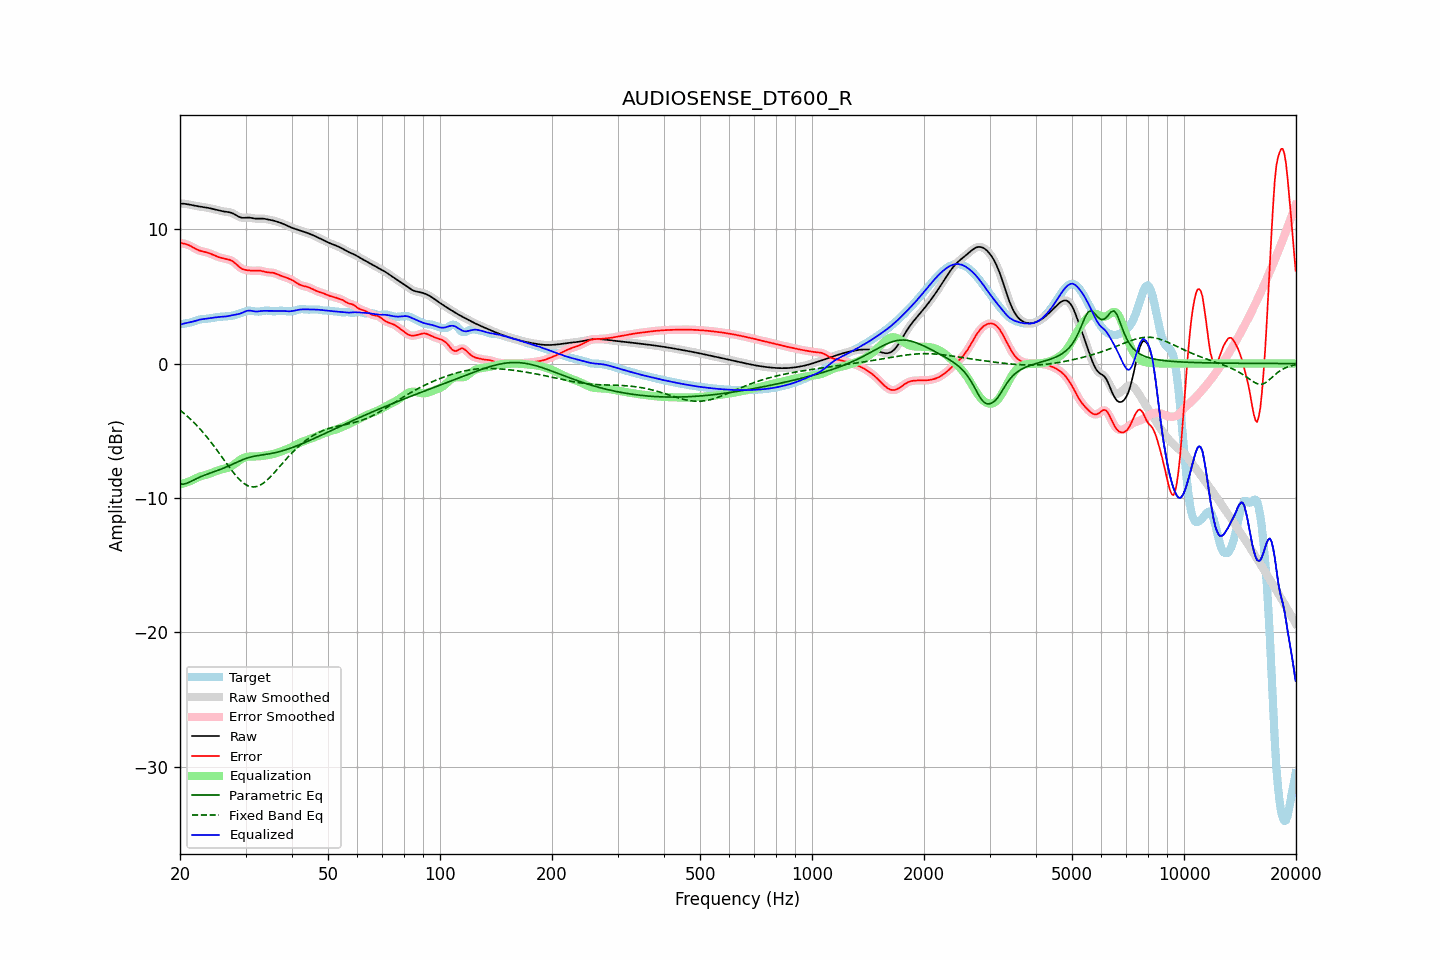 AUDIOSENSE_DT600_R
Amplitude (dBr)
10
0
−10
−20
−30
Target
Raw Smoothed
Error Smoothed
Raw
Error
Equalization
Parametric Eq
Fixed Band Eq
Equalized
20 50 100 200 500 1000 2000 5000 10000 20000
Frequency (Hz)